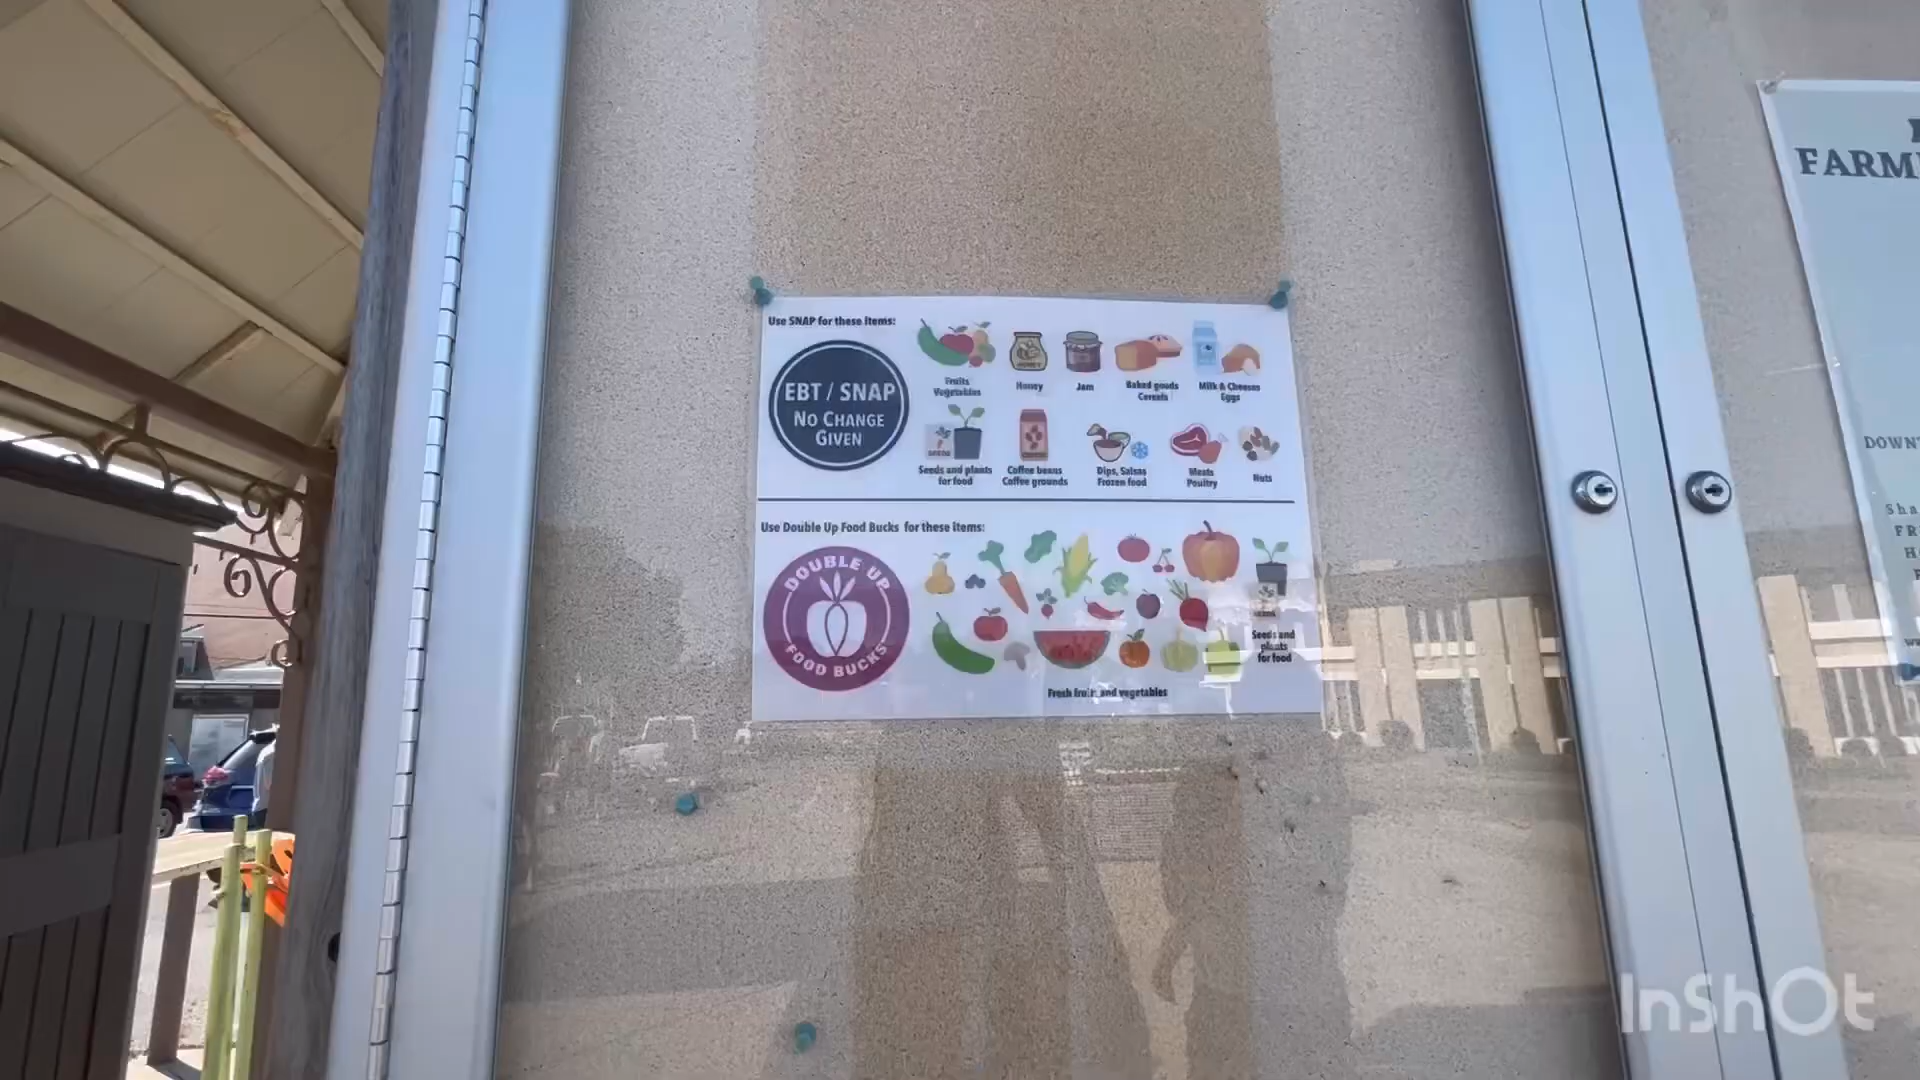 Use SNAP for these items:
EBT / SNAP
NO CHANGE
GIVEN
Fruits
Vegetables
Honey
Jam
Baked goods
Cereals
Milk & Cheeses
Eggs
Seeds and plants
for food
Coffee beans
Coffee grounds
Dips, Salsas
Frozen food
Meats
Poultry
Nuts
Use Double Up Food Bucks for these items:
DOUBLE UP
FOOD BUCKS
Seeds and
plants
for food
Fresh fruits and vegetables
FARM
DOWNT
Sha
FR
InShOt